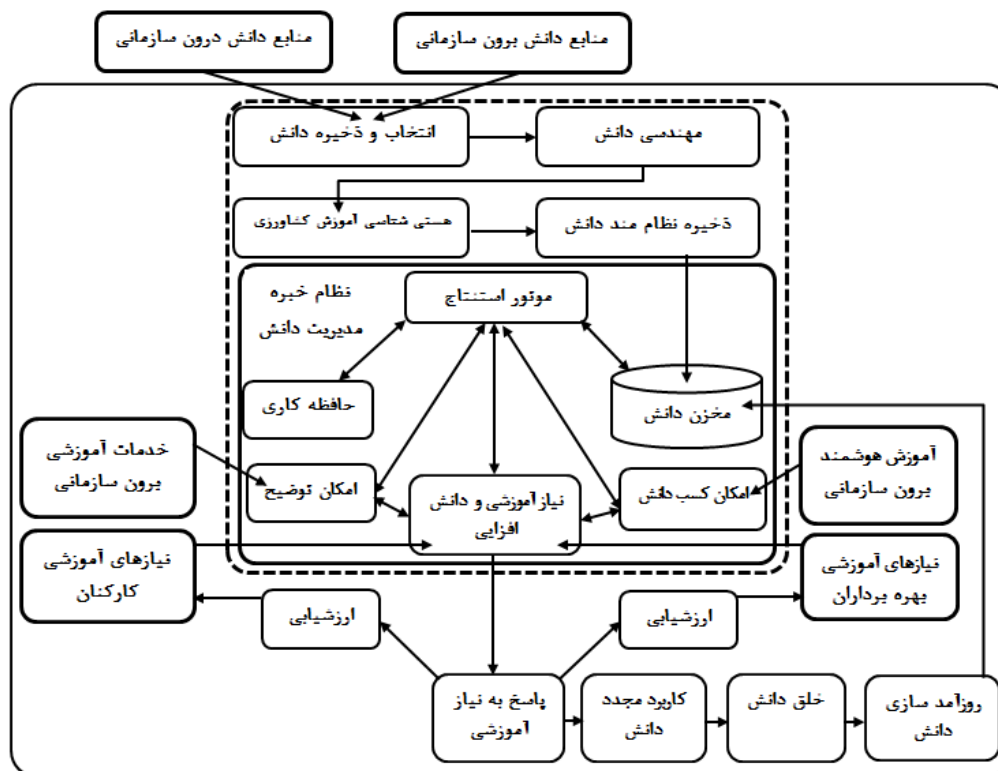 منابع دانش برون سازمانی
منابع دانش درون سازمانی
مهندسی دانش
انتخاب و ذخیره دانش
ذخیره نظام مند دانش
هستی شناسی آموزش کشاورزی
موتور استنتاج
نظام خبره
مدیریت دانش
مخزن دانش
حافظه کاری
آموزش هوشمند
برون سازمانی
خدمات آموزشی
برون سازمانی
امکان کسب دانش
نیاز آموزشی و دانش
افزایی
امکان توضیح
نیازهای آموزشی
بهره برداران
نیازهای آموزشی
کارکنان
ارزشیابی
ارزشیابی
پاسخ به نیاز
آموزشی
کاربرد مجدد
دانش
خلق دانش
روزآمد سازی
دانش